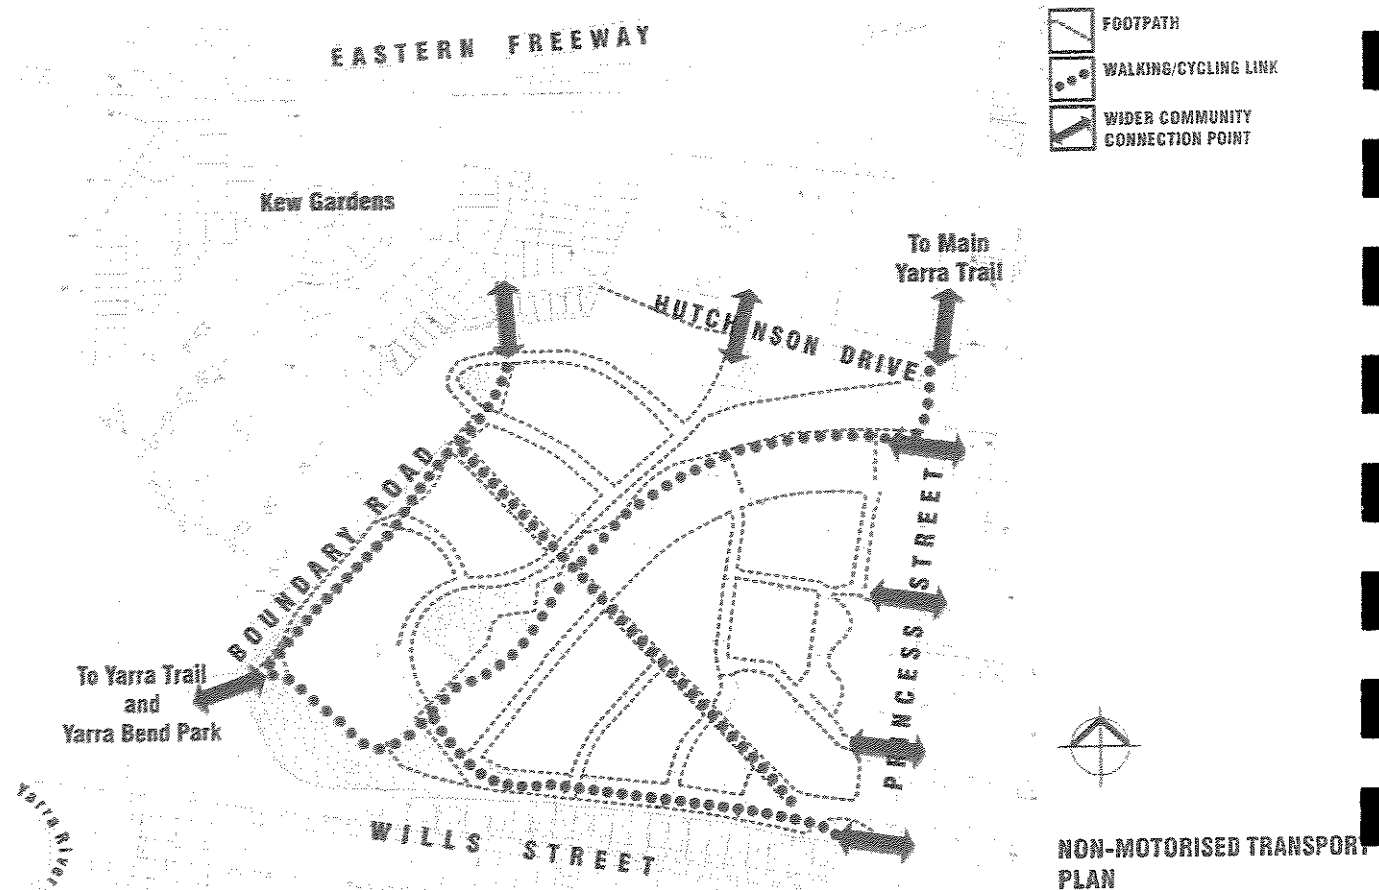 FOOTPATH
WALKING/CYCLING LINK
WIDER COMMUNITY
CONNECTION POINT
EASTERN FREEWAY
Kew Gardens
To Main
Yarra Trail
HUTCHINSON DRIVE
BOUNDARY ROAD
PRINCESS STREET
To Yarra Trail
and
Yarra Bend Park
Yarra River
WILLS STREET
NON-MOTORISED TRANSPORT
PLAN